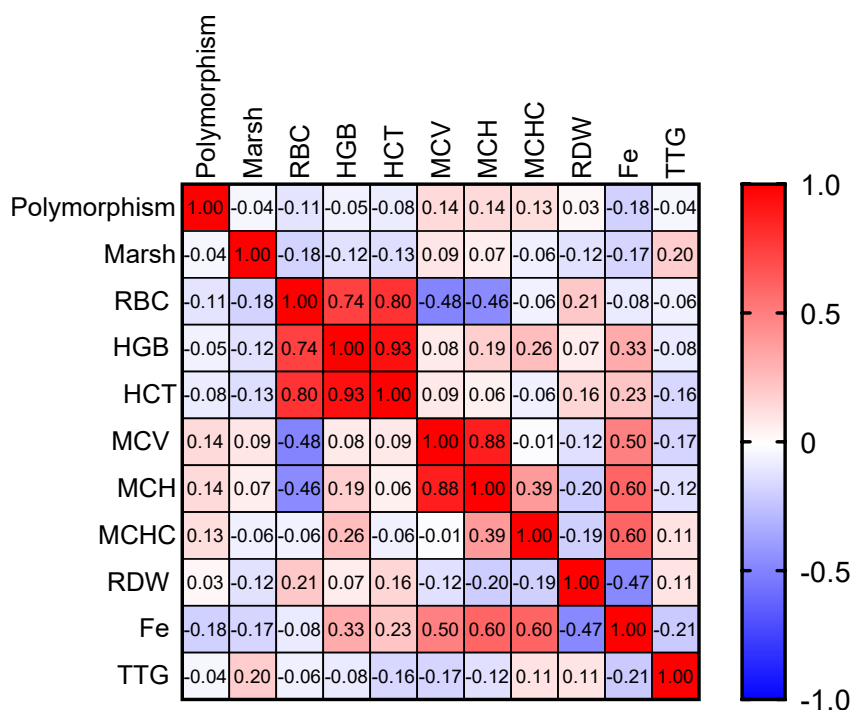 Polymorphism Marsh RBC HGB HCT MCV MCH MCHC RDW Fe TTG
Polymorphism 1.00 -0.04 -0.11 -0.05 -0.08 0.14 0.14 0.13 0.03 -0.18 -0.04
Marsh -0.04 1.00 -0.18 -0.12 -0.13 0.09 0.07 -0.06 -0.12 -0.17 0.20
RBC -0.11 -0.18 1.00 0.74 0.80 -0.48 -0.46 -0.06 0.21 -0.08 -0.06
HGB -0.05 -0.12 0.74 1.00 0.93 0.08 0.19 0.26 0.07 0.33 -0.08
HCT -0.08 -0.13 0.80 0.93 1.00 0.09 0.06 -0.06 0.16 0.23 -0.16
MCV 0.14 0.09 -0.48 0.08 0.09 1.00 0.88 -0.01 -0.12 0.50 -0.17
MCH 0.14 0.07 -0.46 0.19 0.06 0.88 1.00 0.39 -0.20 0.60 -0.12
MCHC 0.13 -0.06 -0.06 0.26 -0.06 -0.01 0.39 1.00 -0.19 0.60 0.11
RDW 0.03 -0.12 0.21 0.07 0.16 -0.12 -0.20 -0.19 1.00 -0.47 0.11
Fe -0.18 -0.17 -0.08 0.33 0.23 0.50 0.60 0.60 -0.47 1.00 -0.21
TTG -0.04 0.20 -0.06 -0.08 -0.16 -0.17 -0.12 0.11 0.11 -0.21 1.00
1.0
0.5
0
-0.5
-1.0